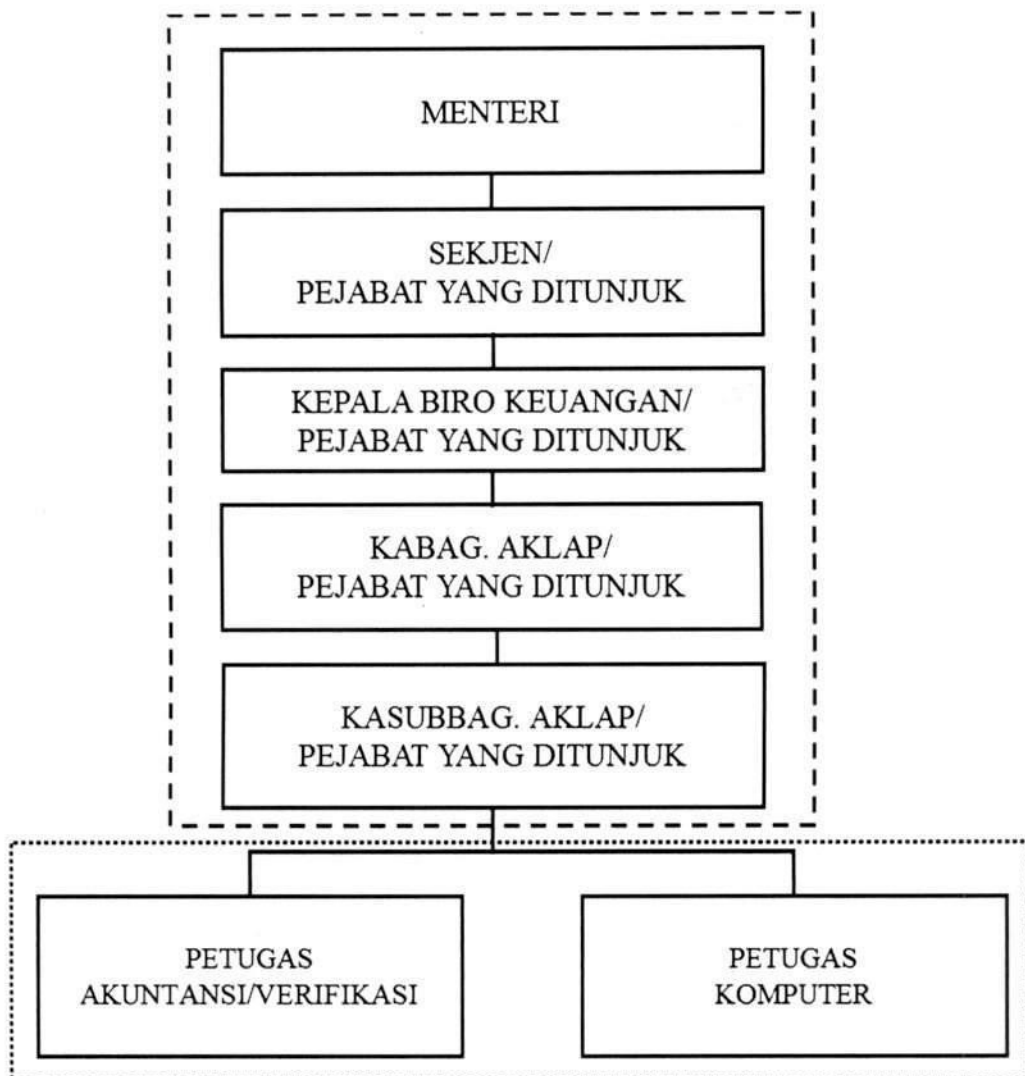 MENTERI
SEKJEN/
PEJABAT YANG DITUNJUK
KEPALA BIRO KEUANGAN/
PEJABAT YANG DITUNJUK
KABAG. AKLAP/
PEJABAT YANG DITUNJUK
KASUBBAG. AKLAP/
PEJABAT YANG DITUNJUK
PETUGAS
AKUNTANSI/VERIFIKASI
PETUGAS
KOMPUTER